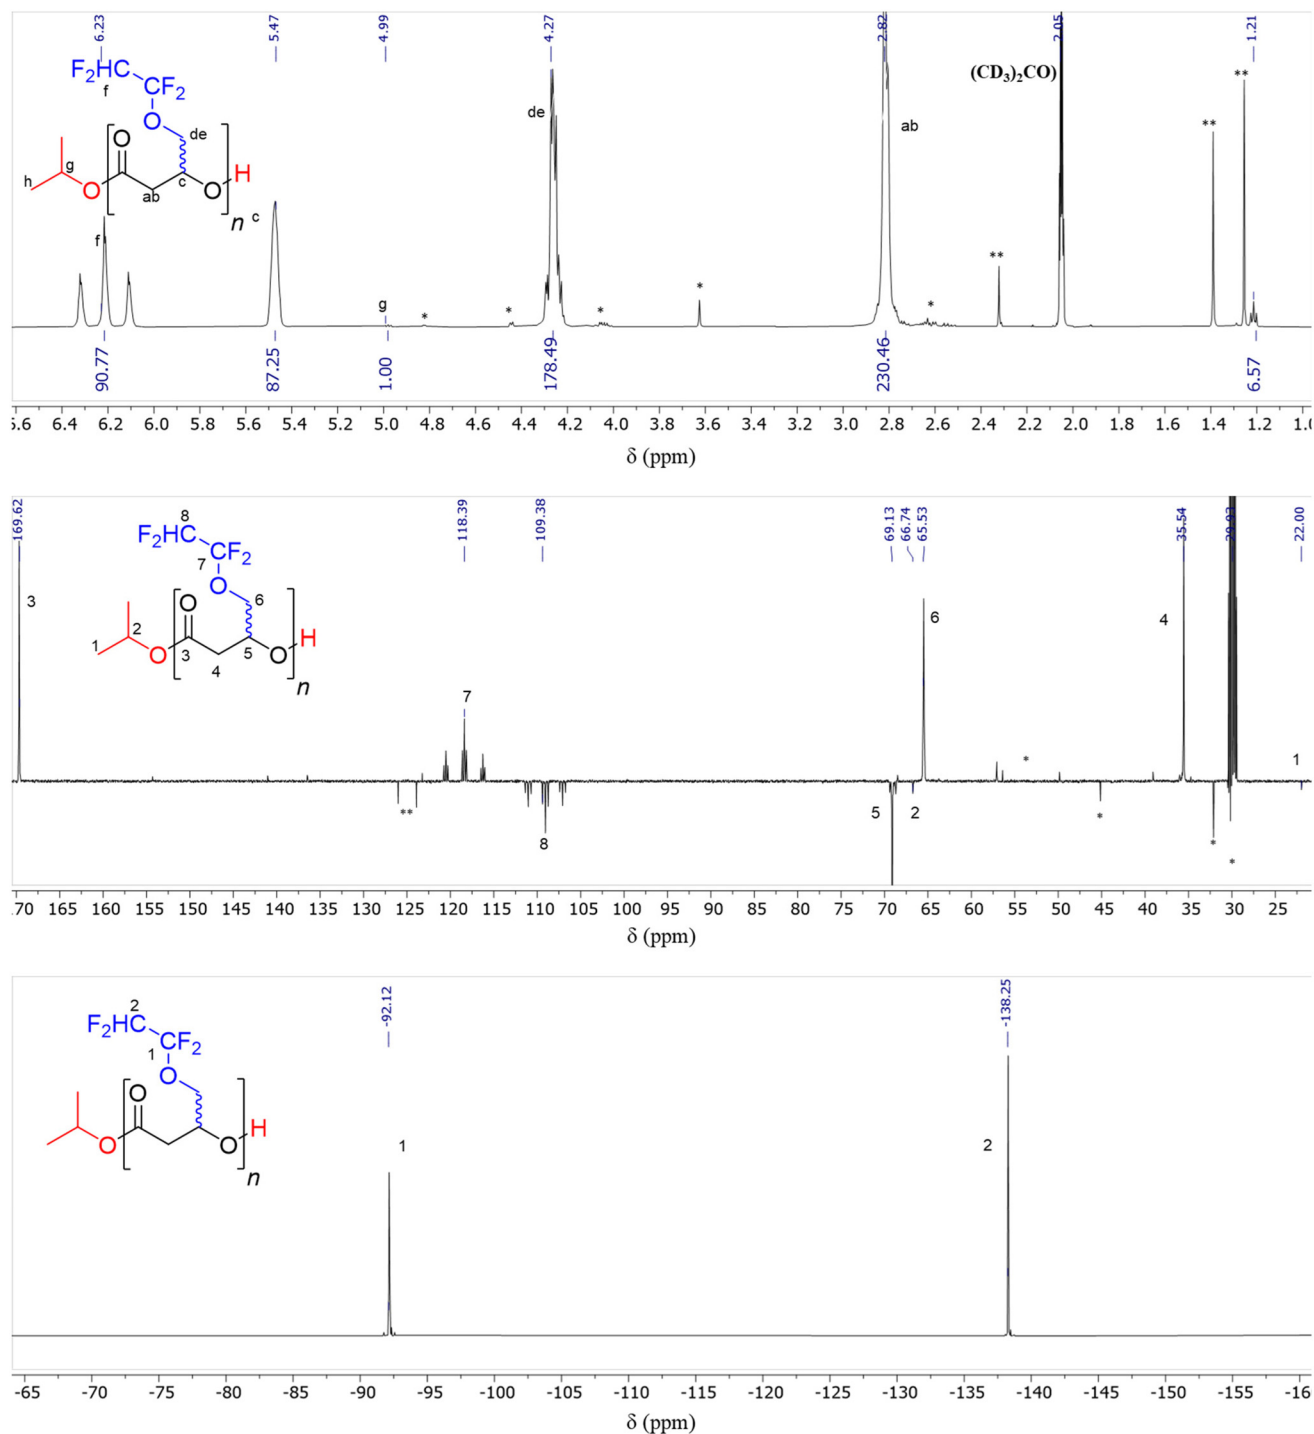 6.23 5.47 4.99 4.27 2.82 2.05 1.21
F2HC
f
CF2
O
de
(CD3)2CO)
**
**
de
ab
O
g
h
O
c
O
H
ab
n
c
f
**
*
g
*
*
*
*
90.77 87.25 1.00 178.49 230.46 6.57
6.6 6.4 6.2 6.0 5.8 5.6 5.4 5.2 5.0 4.8 4.6 4.4 4.2 4.0 3.8 3.6 3.4 3.2 3.0 2.8 2.6 2.4 2.2 2.0 1.8 1.6 1.4 1.2 1.0
δ (ppm)
169.62 118.39 109.38 69.13 66.74 65.53 35.54 29.93 22.00
8
F2HC
CF2
7
O
6
3
O
1
2
O
3
4
5
O
H
n
7
6
4
*
1
**
8
5
2
*
*
*
170 165 155 150 145 140 135 130 125 120 115 110 105 100 95 90 85 80 75 70 65 60 55 50 45 40 35 30 25
δ (ppm)
-92.12 -138.25
2
F2HC
CF2
1
O
O
O
O
H
n
1
2
-65 -70 -75 -80 -85 -90 -95 -100 -105 -110 -115 -120 -125 -130 -135 -140 -145 -150 -155 -16
δ (ppm)